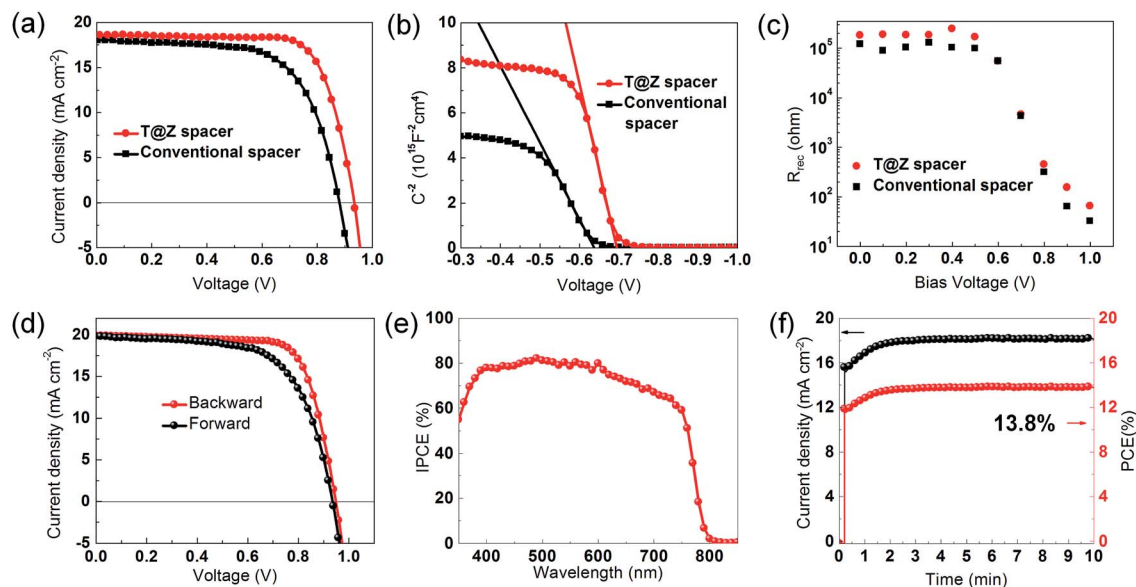 (a)
20
15
10
5
0
-5
Current density (mA cm⁻²)
T@Z spacer
Conventional spacer
0.0 0.2 0.4 0.6 0.8 1.0
Voltage (V)
(b)
10
8
6
4
2
0
C⁻² (10¹⁵F⁻²cm⁴)
T@Z spacer
Conventional
spacer
-0.3 -0.4 -0.5 -0.6 -0.7 -0.8 -0.9 -1.0
Voltage (V)
(c)
10⁵
10⁴
10³
10²
10¹
Rrec (ohm)
T@Z spacer
Conventional spacer
0.0 0.2 0.4 0.6 0.8 1.0
Bias Voltage (V)
(d)
20
15
10
5
0
-5
Current density (mA cm⁻²)
Backward
Forward
0.0 0.2 0.4 0.6 0.8 1.0
Voltage (V)
(e)
100
80
60
40
20
0
IPCE (%)
400 500 600 700 800
Wavelength (nm)
(f)
20
16
12
8
4
0
Current density (mA cm⁻²)
13.8%
20
16
12
8
4
0
PCE(%)
0 1 2 3 4 5 6 7 8 9 10
Time (min)